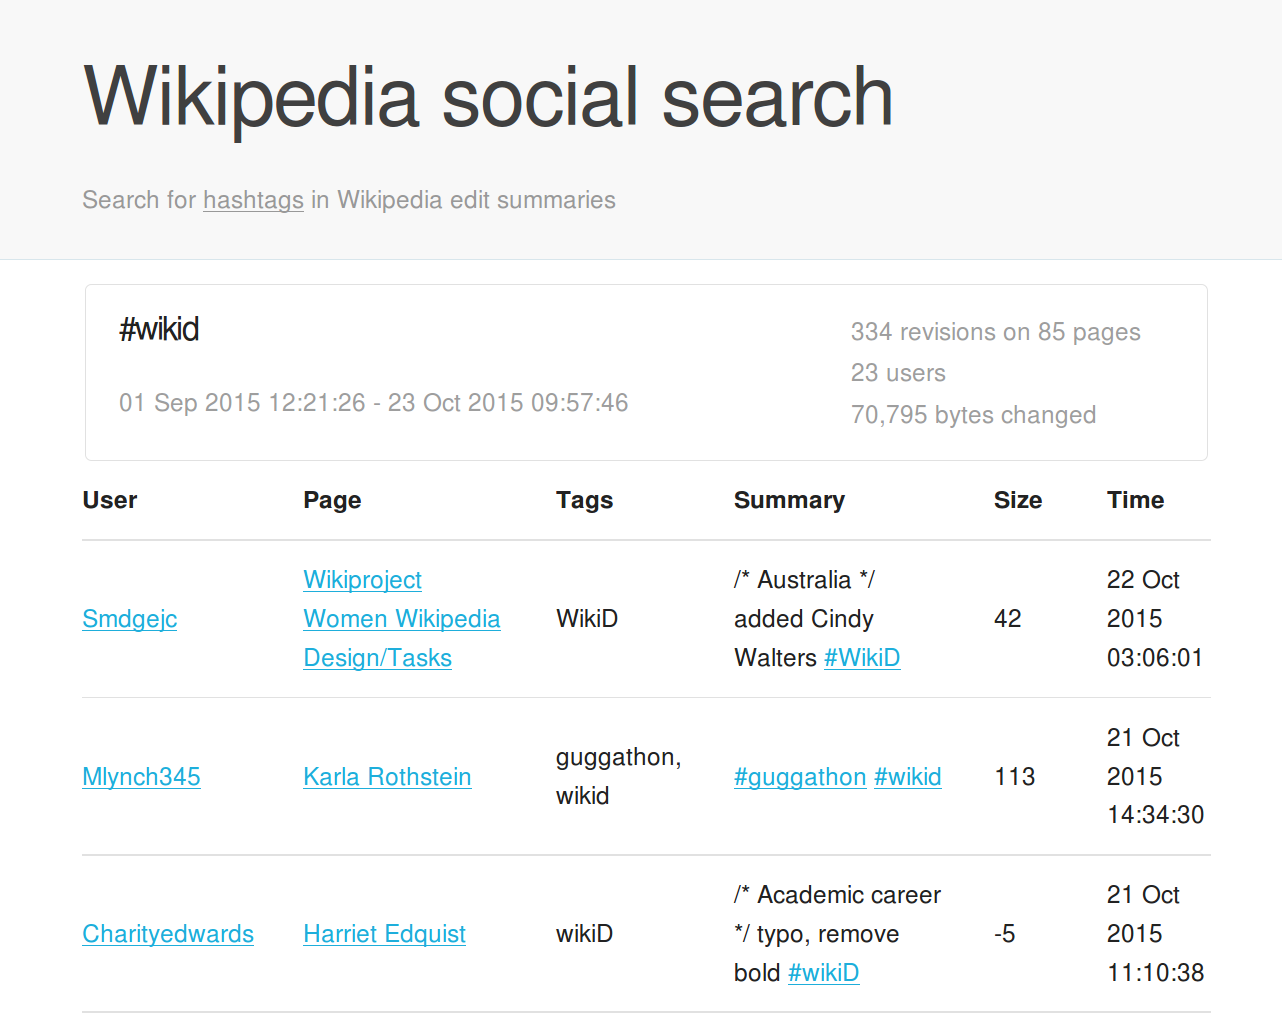 Wikipedia social search
Search for hashtags in Wikipedia edit summaries
#wikid
01 Sep 2015 12:21:26 - 23 Oct 2015 09:57:46
334 revisions on 85 pages
23 users
70,795 bytes changed
User Page Tags Summary Size Time
Smdgejc
Wikiproject
Women Wikipedia
Design/Tasks
WikiD
/* Australia */
added Cindy
Walters #WikiD
42
22 Oct
2015
03:06:01
Mlynch345
Karla Rothstein
guggathon,
wikid
#guggathon #wikid
113
21 Oct
2015
14:34:30
Charityedwards
Harriet Edquist
wikiD
/* Academic career
*/ typo, remove
bold #wikiD
-5
21 Oct
2015
11:10:38